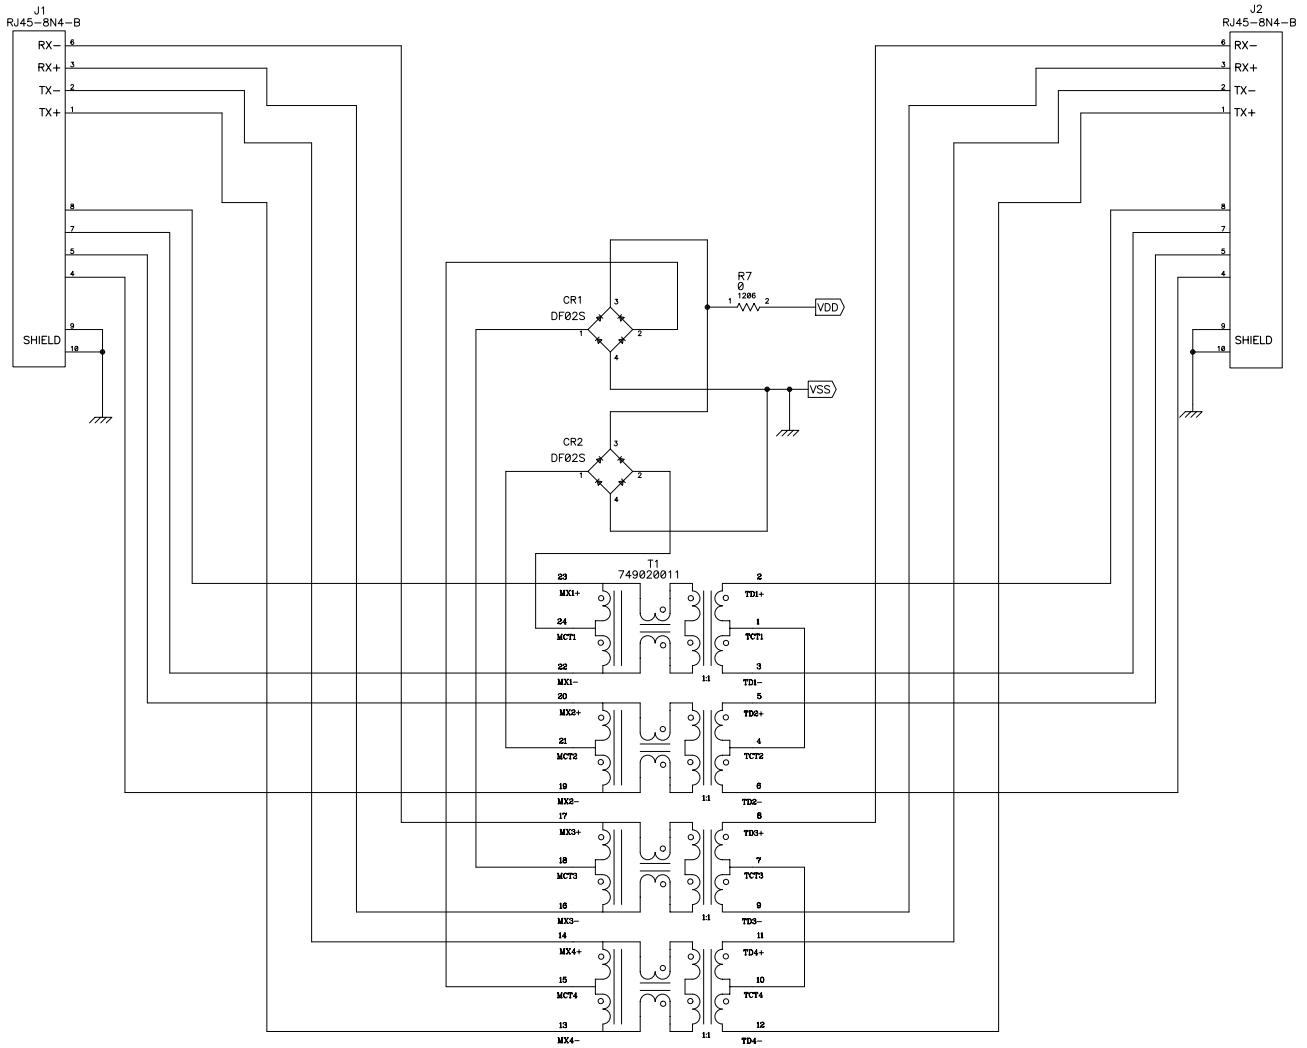 J1
RJ45-8N4-B
RX- 6
RX+ 3
TX- 2
TX+ 1
8
7
5
4
9
SHIELD
10
J2
RJ45-8N4-B
6 RX-
3 RX+
2 TX-
1 TX+
8
7
5
4
9
SHIELD
10
R7
0
1206
1 2 VDD
CR1
DF02S
3
1 2
4
VSS
CR2
DF02S
3
1 2
4
T1
749020011
23 2
MX1+ TD1+
24 1
MCT1 TCT1
22 3
MX1- 1:1 TD1-
20 5
MX2+ TD2+
21 4
MCT2 TCT2
19 6
MX2- 1:1 TD2-
17 8
MX3+ TD3+
18 7
MCT3 TCT3
16 9
MX3- 1:1 TD3-
14 11
MX4+ TD4+
15 10
MCT4 TCT4
13 12
MX4- 1:1 TD4-